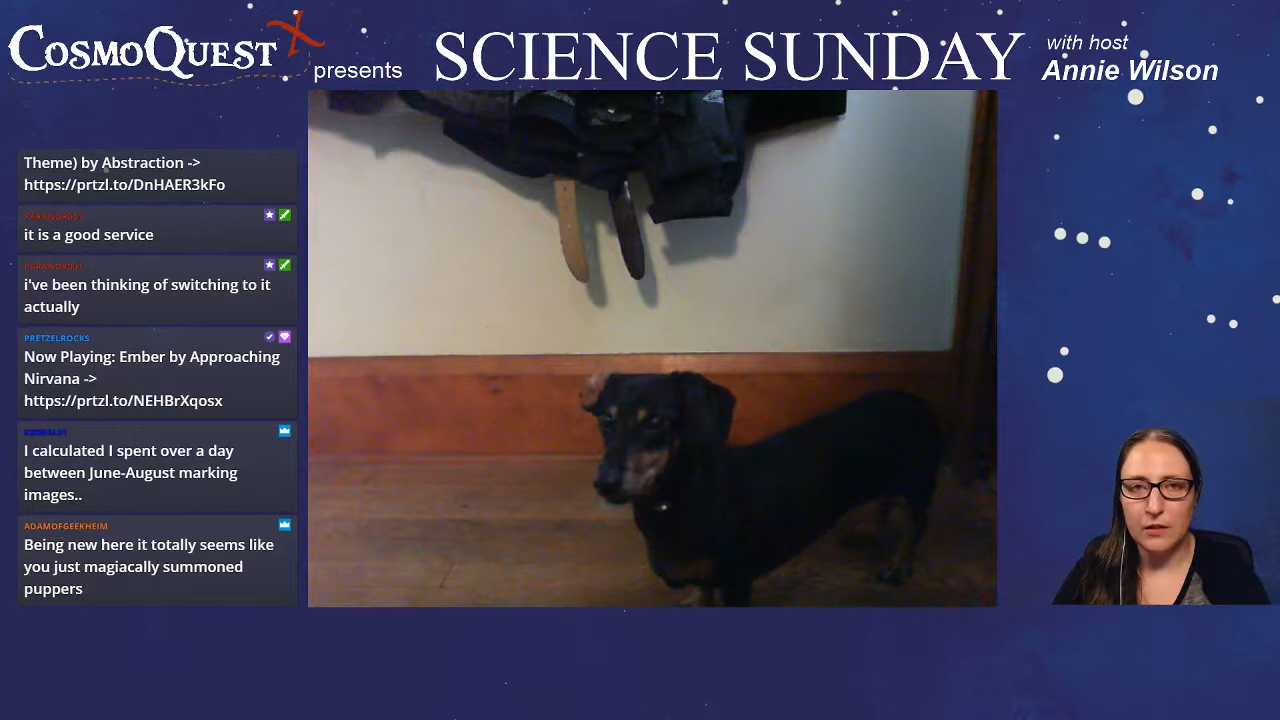 COSMOQUEST X
presents
SCIENCE SUNDAY
with host
Annie Wilson
Theme) by Abstraction ->
https://prtzl.to/DnHAER3kFo
PARANOR001
it is a good service
PARANOR001
i've been thinking of switching to it
actually
PRETZELROCKS
Now Playing: Ember by Approaching
Nirvana ->
https://prtzl.to/NEHBrXqosx
I calculated I spent over a day
between June-August marking
images..
ADAMOFGEEKHEIM
Being new here it totally seems like
you just magiacally summoned
puppers